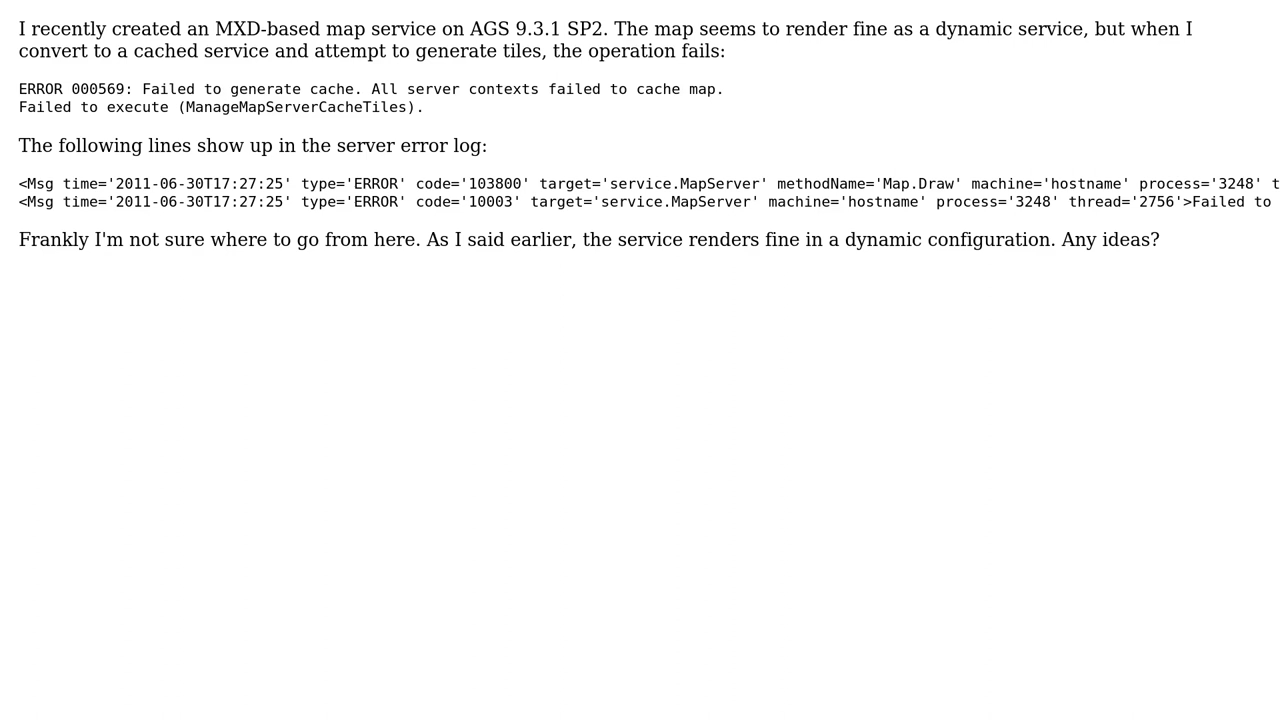 I recently created an MXD-based map service on AGS 9.3.1 SP2. The map seems to render fine as a dynamic service, but when I
convert to a cached service and attempt to generate tiles, the operation fails:
ERROR 000569: Failed to generate cache. All server contexts failed to cache map.
Failed to execute (ManageMapServerCacheTiles).
The following lines show up in the server error log:
<Msg time='2011-06-30T17:27:25' type='ERROR' code='103800' target='service.MapServer' methodName='Map.Draw' machine='hostname' process='3248' t
<Msg time='2011-06-30T17:27:25' type='ERROR' code='10003' target='service.MapServer' machine='hostname' process='3248' thread='2756'>Failed to
Frankly I'm not sure where to go from here. As I said earlier, the service renders fine in a dynamic configuration. Any ideas?